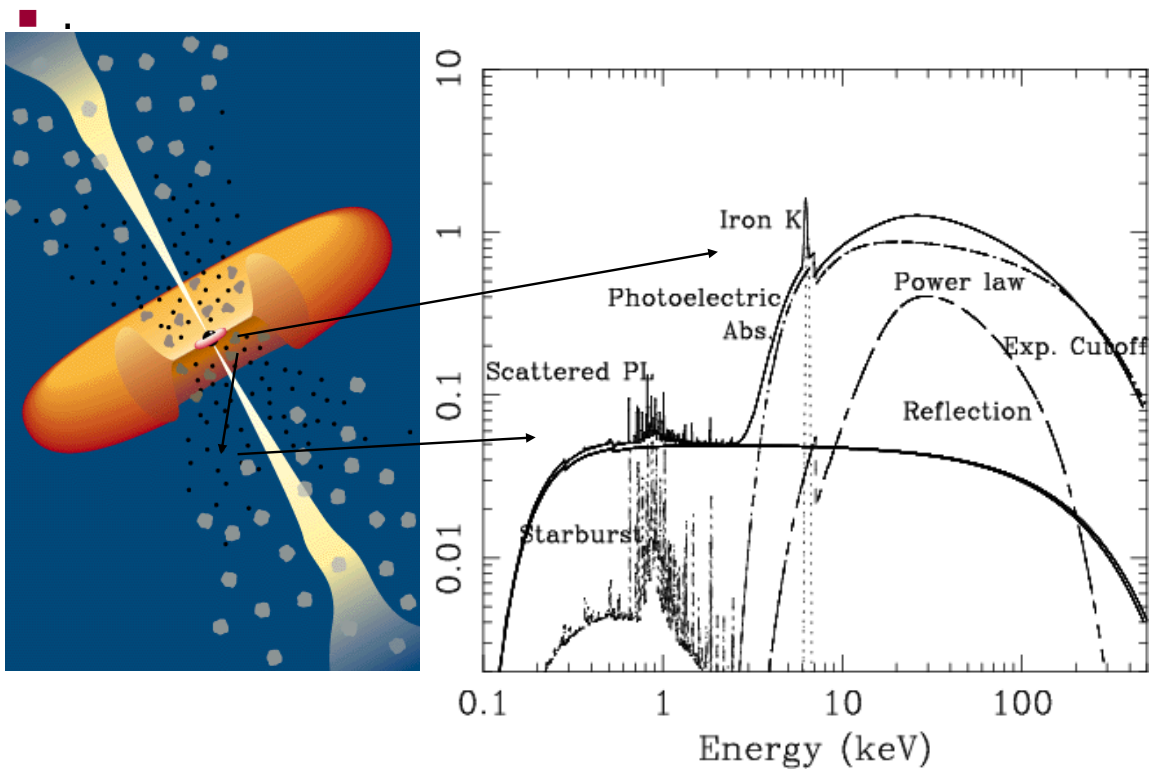 .
10
1
0.1
0.01
Iron K
Photoelectric
Abs.
Scattered PL
Starburst
Power law
Exp. Cutoff
Reflection
0.1 1 10 100
Energy (keV)